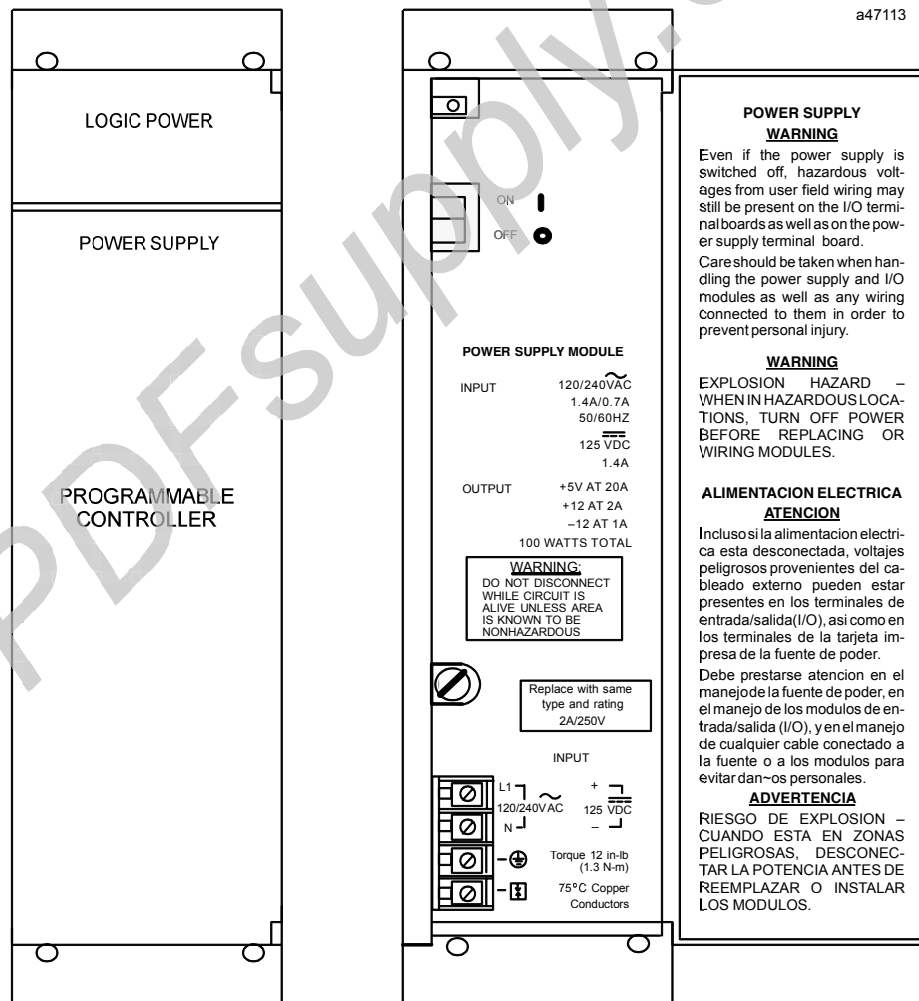 a47113
LOGIC POWER
POWER SUPPLY
PROGRAMMABLE
CONTROLLER
ON
OFF
POWER SUPPLY MODULE
INPUT 120/240VAC
1.4A/0.7A
50/60HZ
125 VDC
1.4A
OUTPUT +5V AT 20A
+12 AT 2A
–12 AT 1A
100 WATTS TOTAL
WARNING:
DO NOT DISCONNECT
WHILE CIRCUIT IS
ALIVE UNLESS AREA
IS KNOWN TO BE
NONHAZARDOUS
Replace with same
type and rating
2A/250V
INPUT
L1 +
120/240V AC 125 VDC
N –
Torque 12 in-lb
(1.3 N-m)
75°C Copper
Conductors
POWER SUPPLY
WARNING
Even if the power supply is
switched off, hazardous volt-
ages from user field wiring may
still be present on the I/O termi-
nal boards as well as on the pow-
er supply terminal board.
Care should be taken when han-
dling the power supply and I/O
modules as well as any wiring
connected to them in order to
prevent personal injury.
WARNING
EXPLOSION HAZARD –
WHEN IN HAZARDOUS LOCA-
TIONS, TURN OFF POWER
BEFORE REPLACING OR
WIRING MODULES.
ALIMENTACION ELECTRICA
ATENCION
Incluso si la alimentacion electri-
ca esta desconectada, voltajes
peligrosos provenientes del ca-
bleado externo pueden estar
presentes en los terminales de
entrada/salida(I/O), asi como en
los terminales de la tarjeta im-
presa de la fuente de poder.
Debe prestarse atencion en el
manejo de la fuente de poder, en
el manejo de los modulos de en-
trada/salida (I/O), y en el manejo
de cualquier cable conectado a
la fuente o a los modulos para
evitar dan~os personales.
ADVERTENCIA
RIESGO DE EXPLOSION –
CUANDO ESTA EN ZONAS
PELIGROSAS, DESCONEC-
TAR LA POTENCIA ANTES DE
REEMPLAZAR O INSTALAR
LOS MODULOS.
PDFsupply.